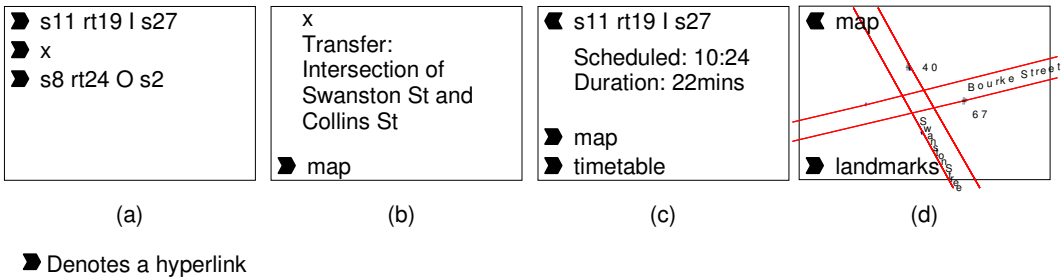 s11 rt19 I s27
x
s8 rt24 O s2
x
Transfer:
Intersection of
Swanston St and
Collins St
map
s11 rt19 I s27
Scheduled: 10:24
Duration: 22mins
map
timetable
map
40
Bourke Street
67
Swanston Stree
landmarks
(a)
(b)
(c)
(d)
Denotes a hyperlink